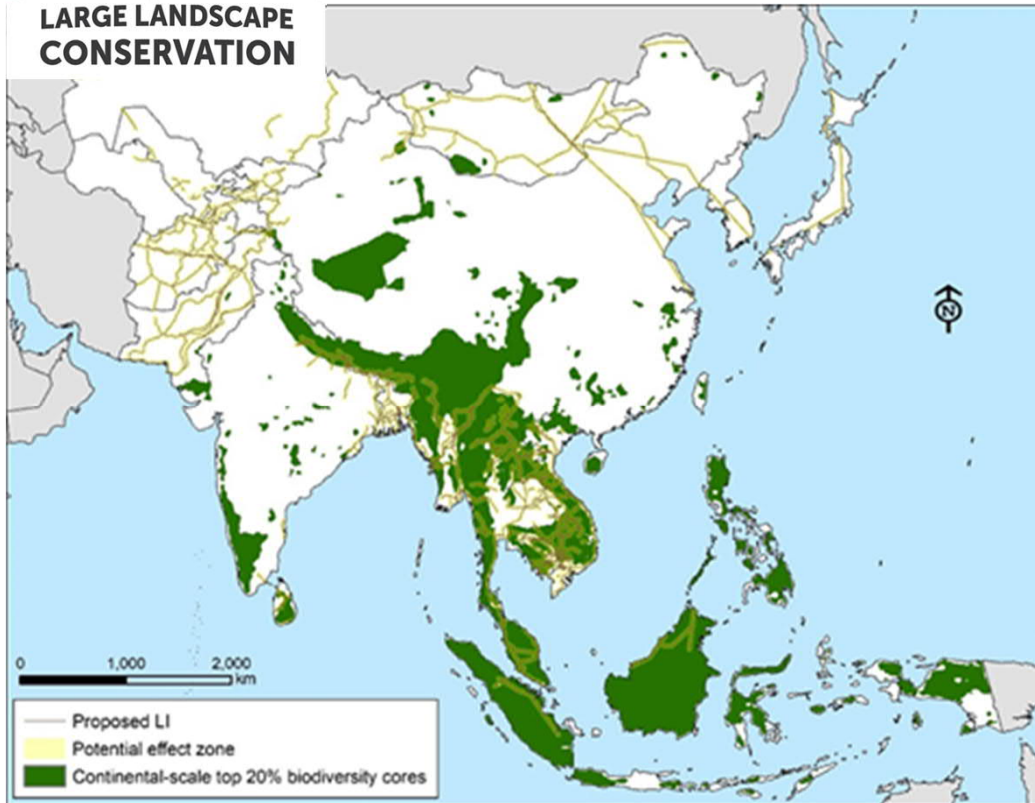 LARGE LANDSCAPE
CONSERVATION
N
0 1,000 2,000
km
Proposed LI
Potential effect zone
Continental-scale top 20% biodiversity cores